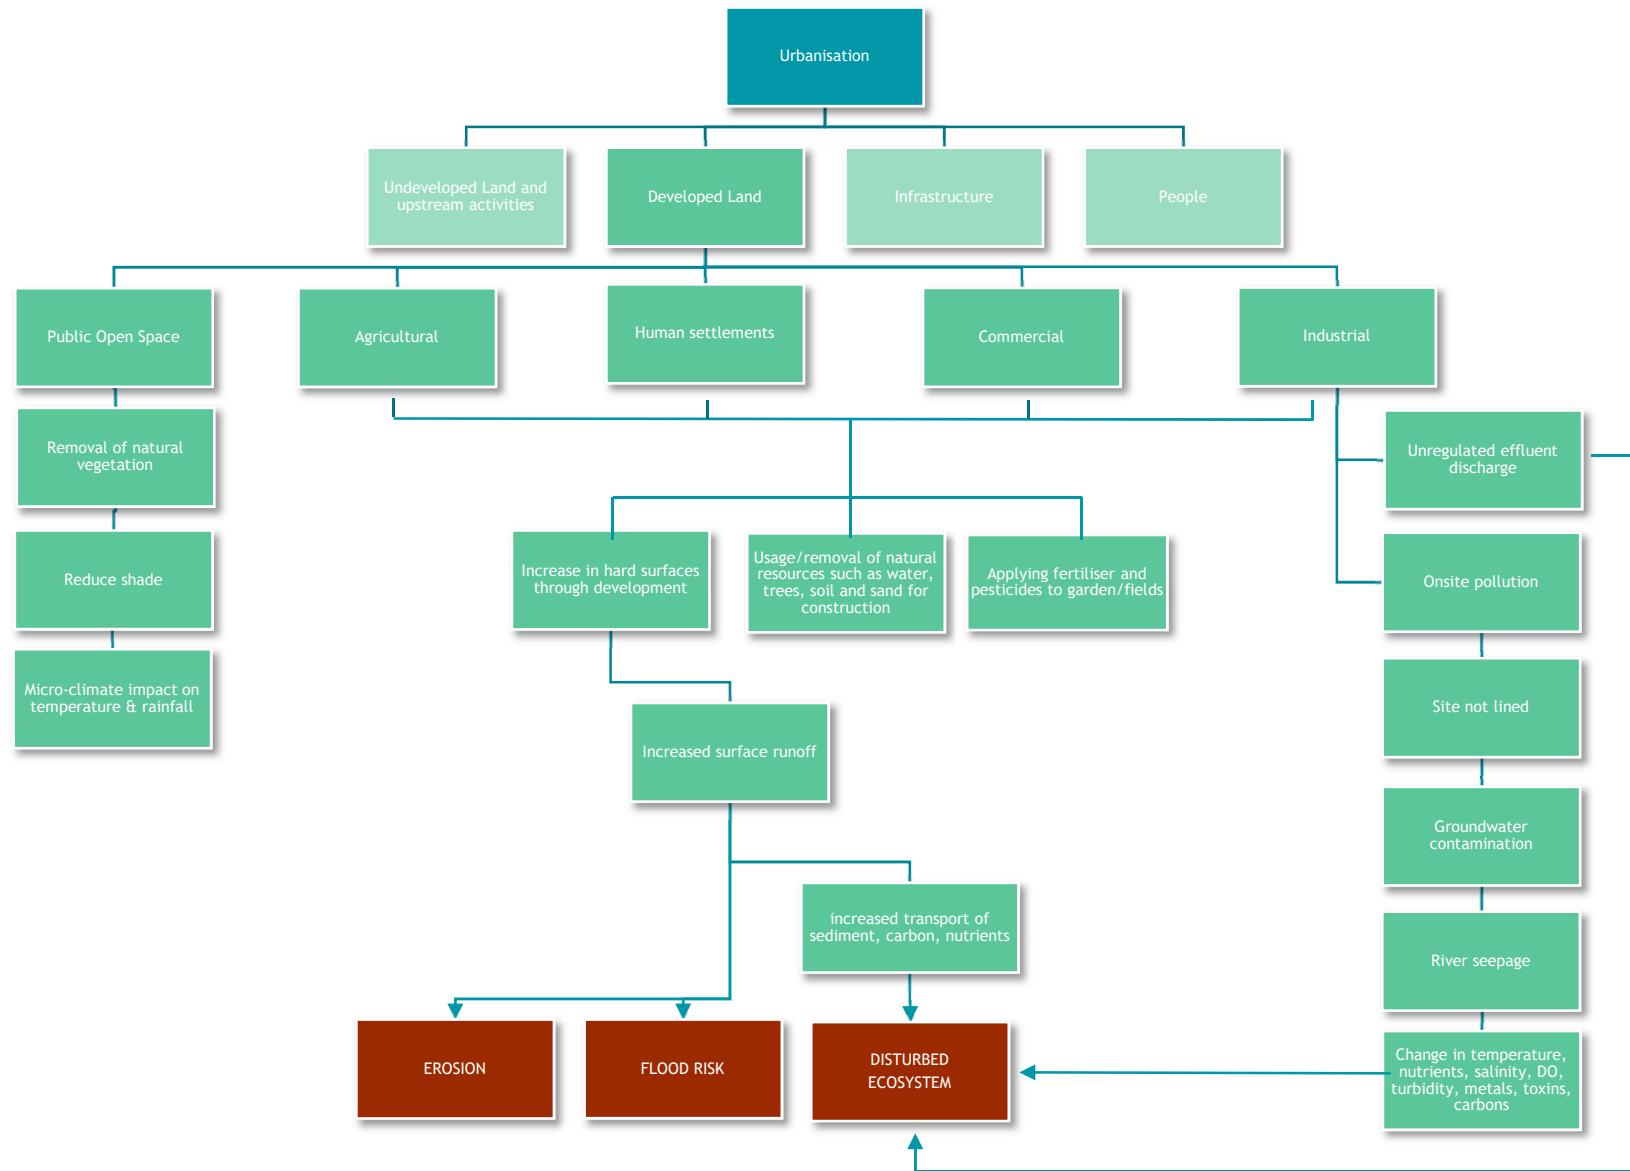 Urbanisation
Undeveloped Land and
upstream activities
Developed Land
Infrastructure
People
Public Open Space
Agricultural
Human settlements
Commercial
Industrial
Removal of natural
vegetation
Unregulated effluent
discharge
Reduce shade
Increase in hard surfaces
through development
Usage/removal of natural
resources such as water,
trees, soil and sand for
construction
Applying fertiliser and
pesticides to garden/fields
Onsite pollution
Micro-climate impact on
temperature & rainfall
Site not lined
Increased surface runoff
Groundwater
contamination
increased transport of
sediment, carbon, nutrients
River seepage
EROSION
FLOOD RISK
DISTURBED
ECOSYSTEM
Change in temperature,
nutrients, salinity, DO,
turbidity, metals, toxins,
carbons